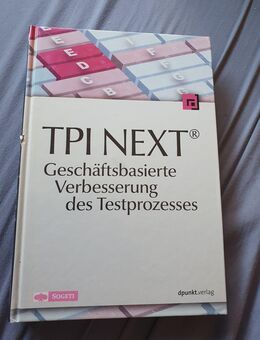 E
D
C
B
TPI NEXT®
Geschäftsbasierte
Verbesserung
des Testprozesses
SOGETI
dpunkt.verlag